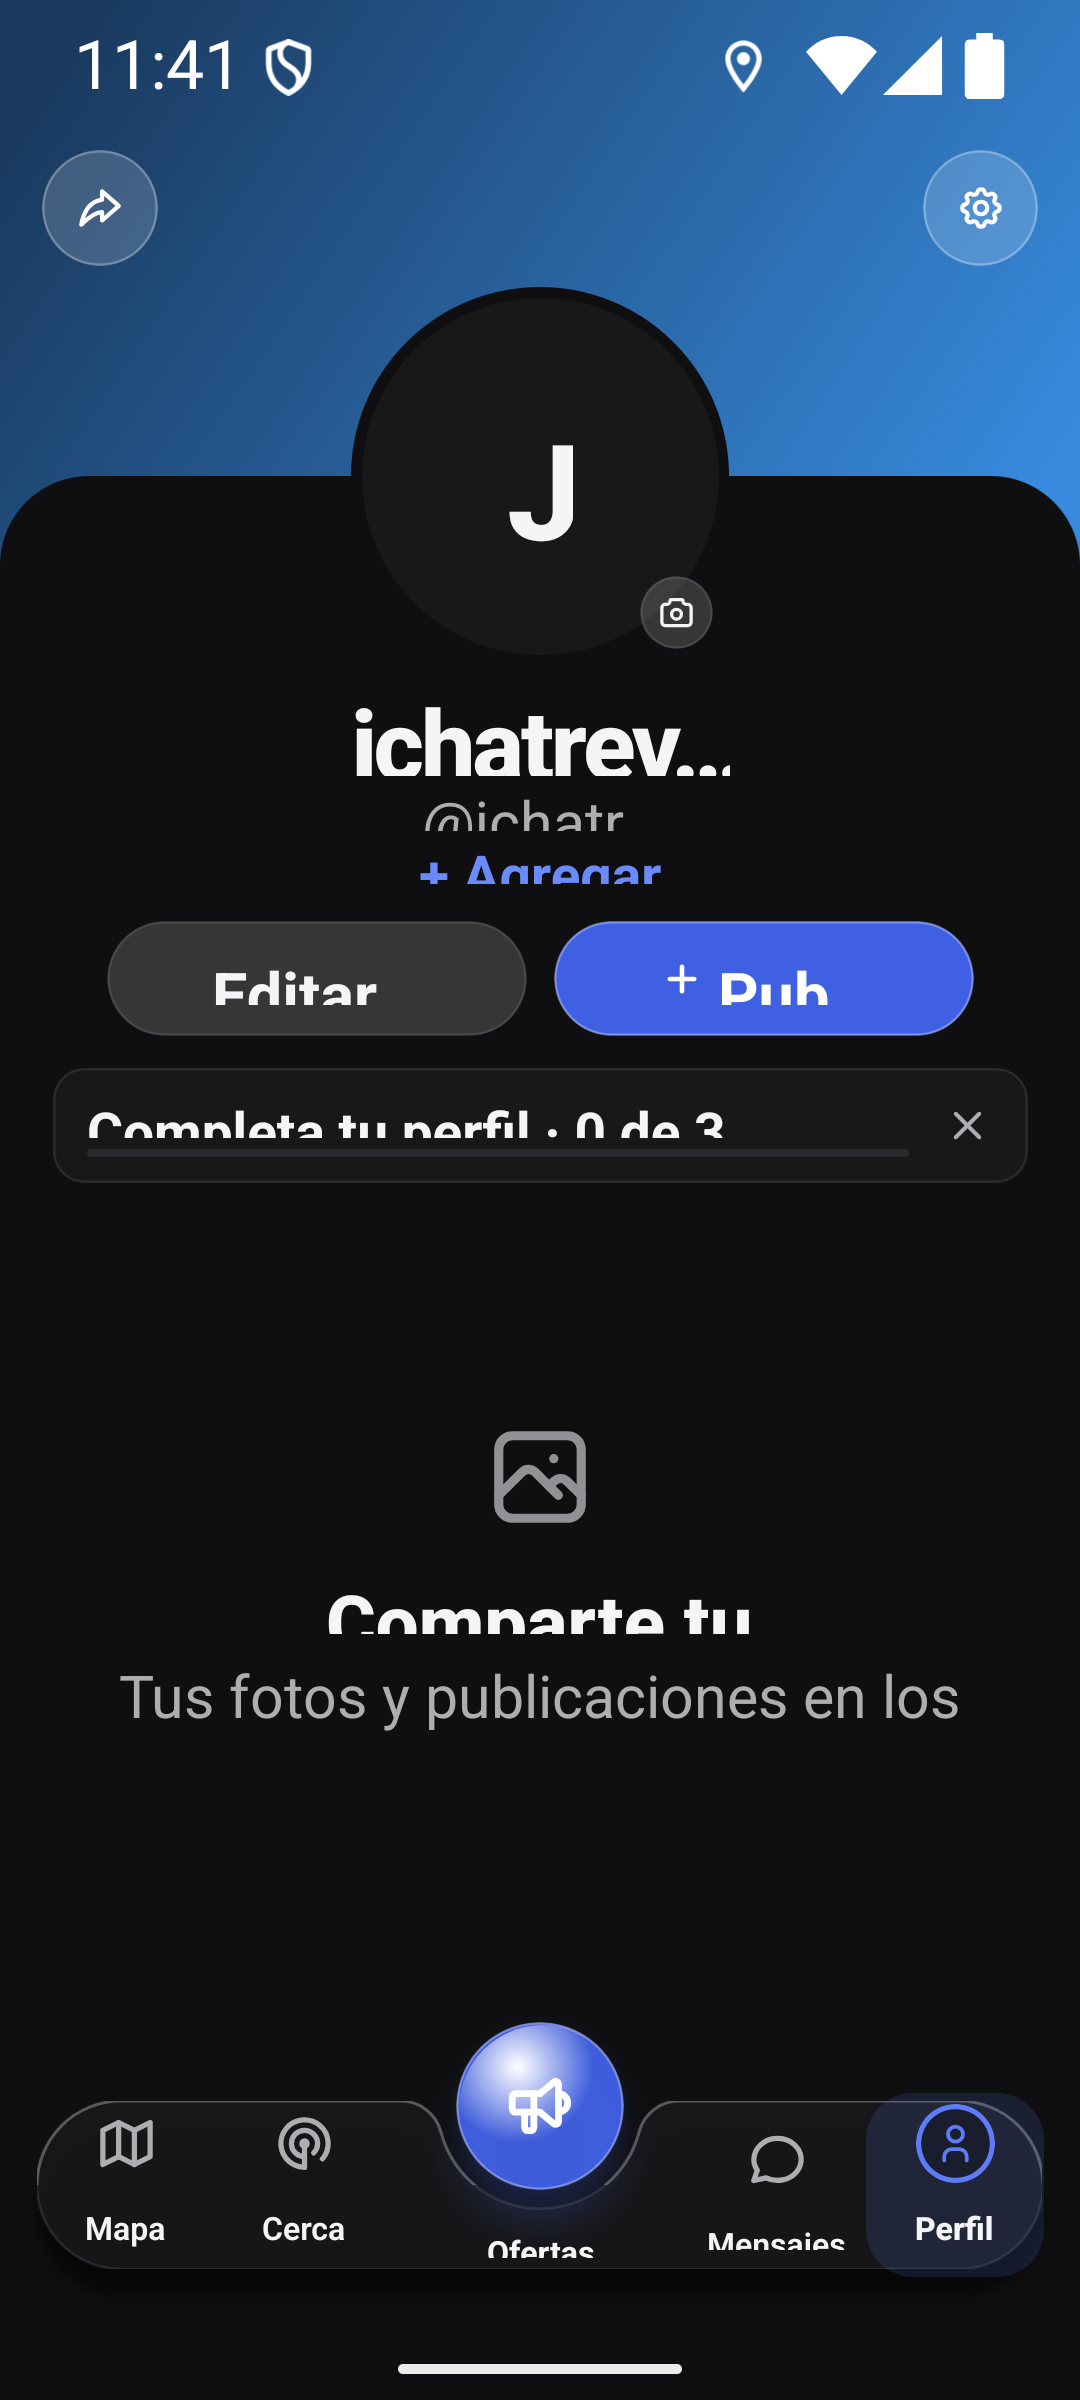 11:41
J
ichatrev...
@ichatr
+ Agregar
Editar
+ Pub
Completa tu perfil · 0 de 3
Comparte tu
Tus fotos y publicaciones en los
Mapa
Cerca
Ofertas
Mensajes
Perfil